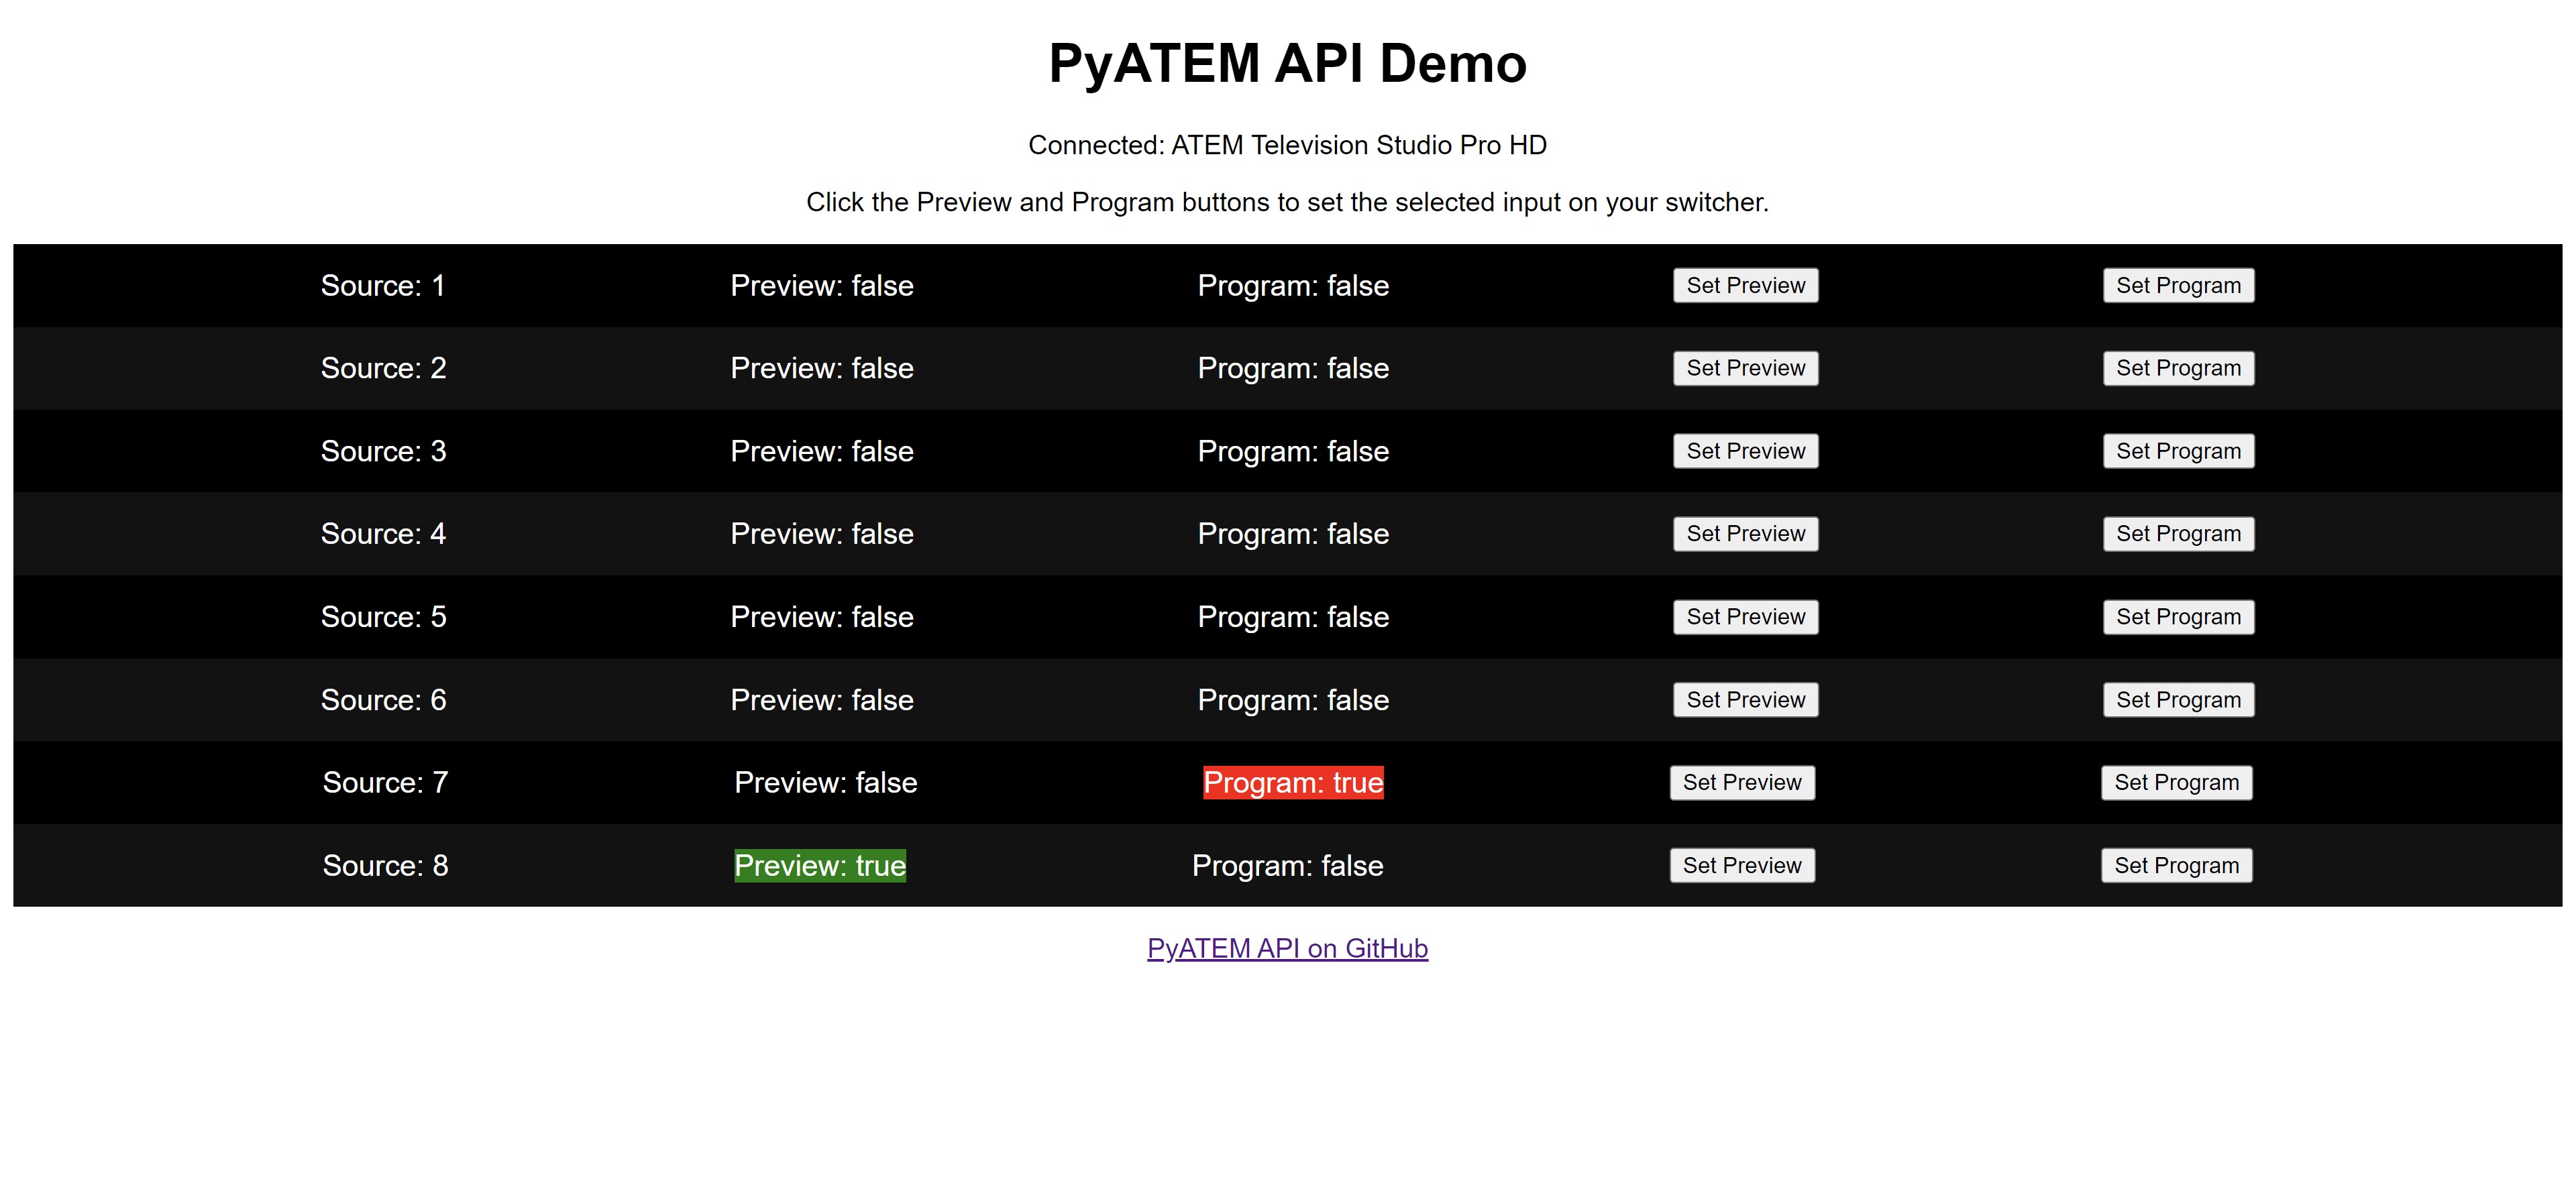 PyATEM API Demo
Connected: ATEM Television Studio Pro HD
Click the Preview and Program buttons to set the selected input on your switcher.
Source: 1 Preview: false Program: false Set Preview Set Program
Source: 2 Preview: false Program: false Set Preview Set Program
Source: 3 Preview: false Program: false Set Preview Set Program
Source: 4 Preview: false Program: false Set Preview Set Program
Source: 5 Preview: false Program: false Set Preview Set Program
Source: 6 Preview: false Program: false Set Preview Set Program
Source: 7 Preview: false Program: true Set Preview Set Program
Source: 8 Preview: true Program: false Set Preview Set Program
PyATEM API on GitHub